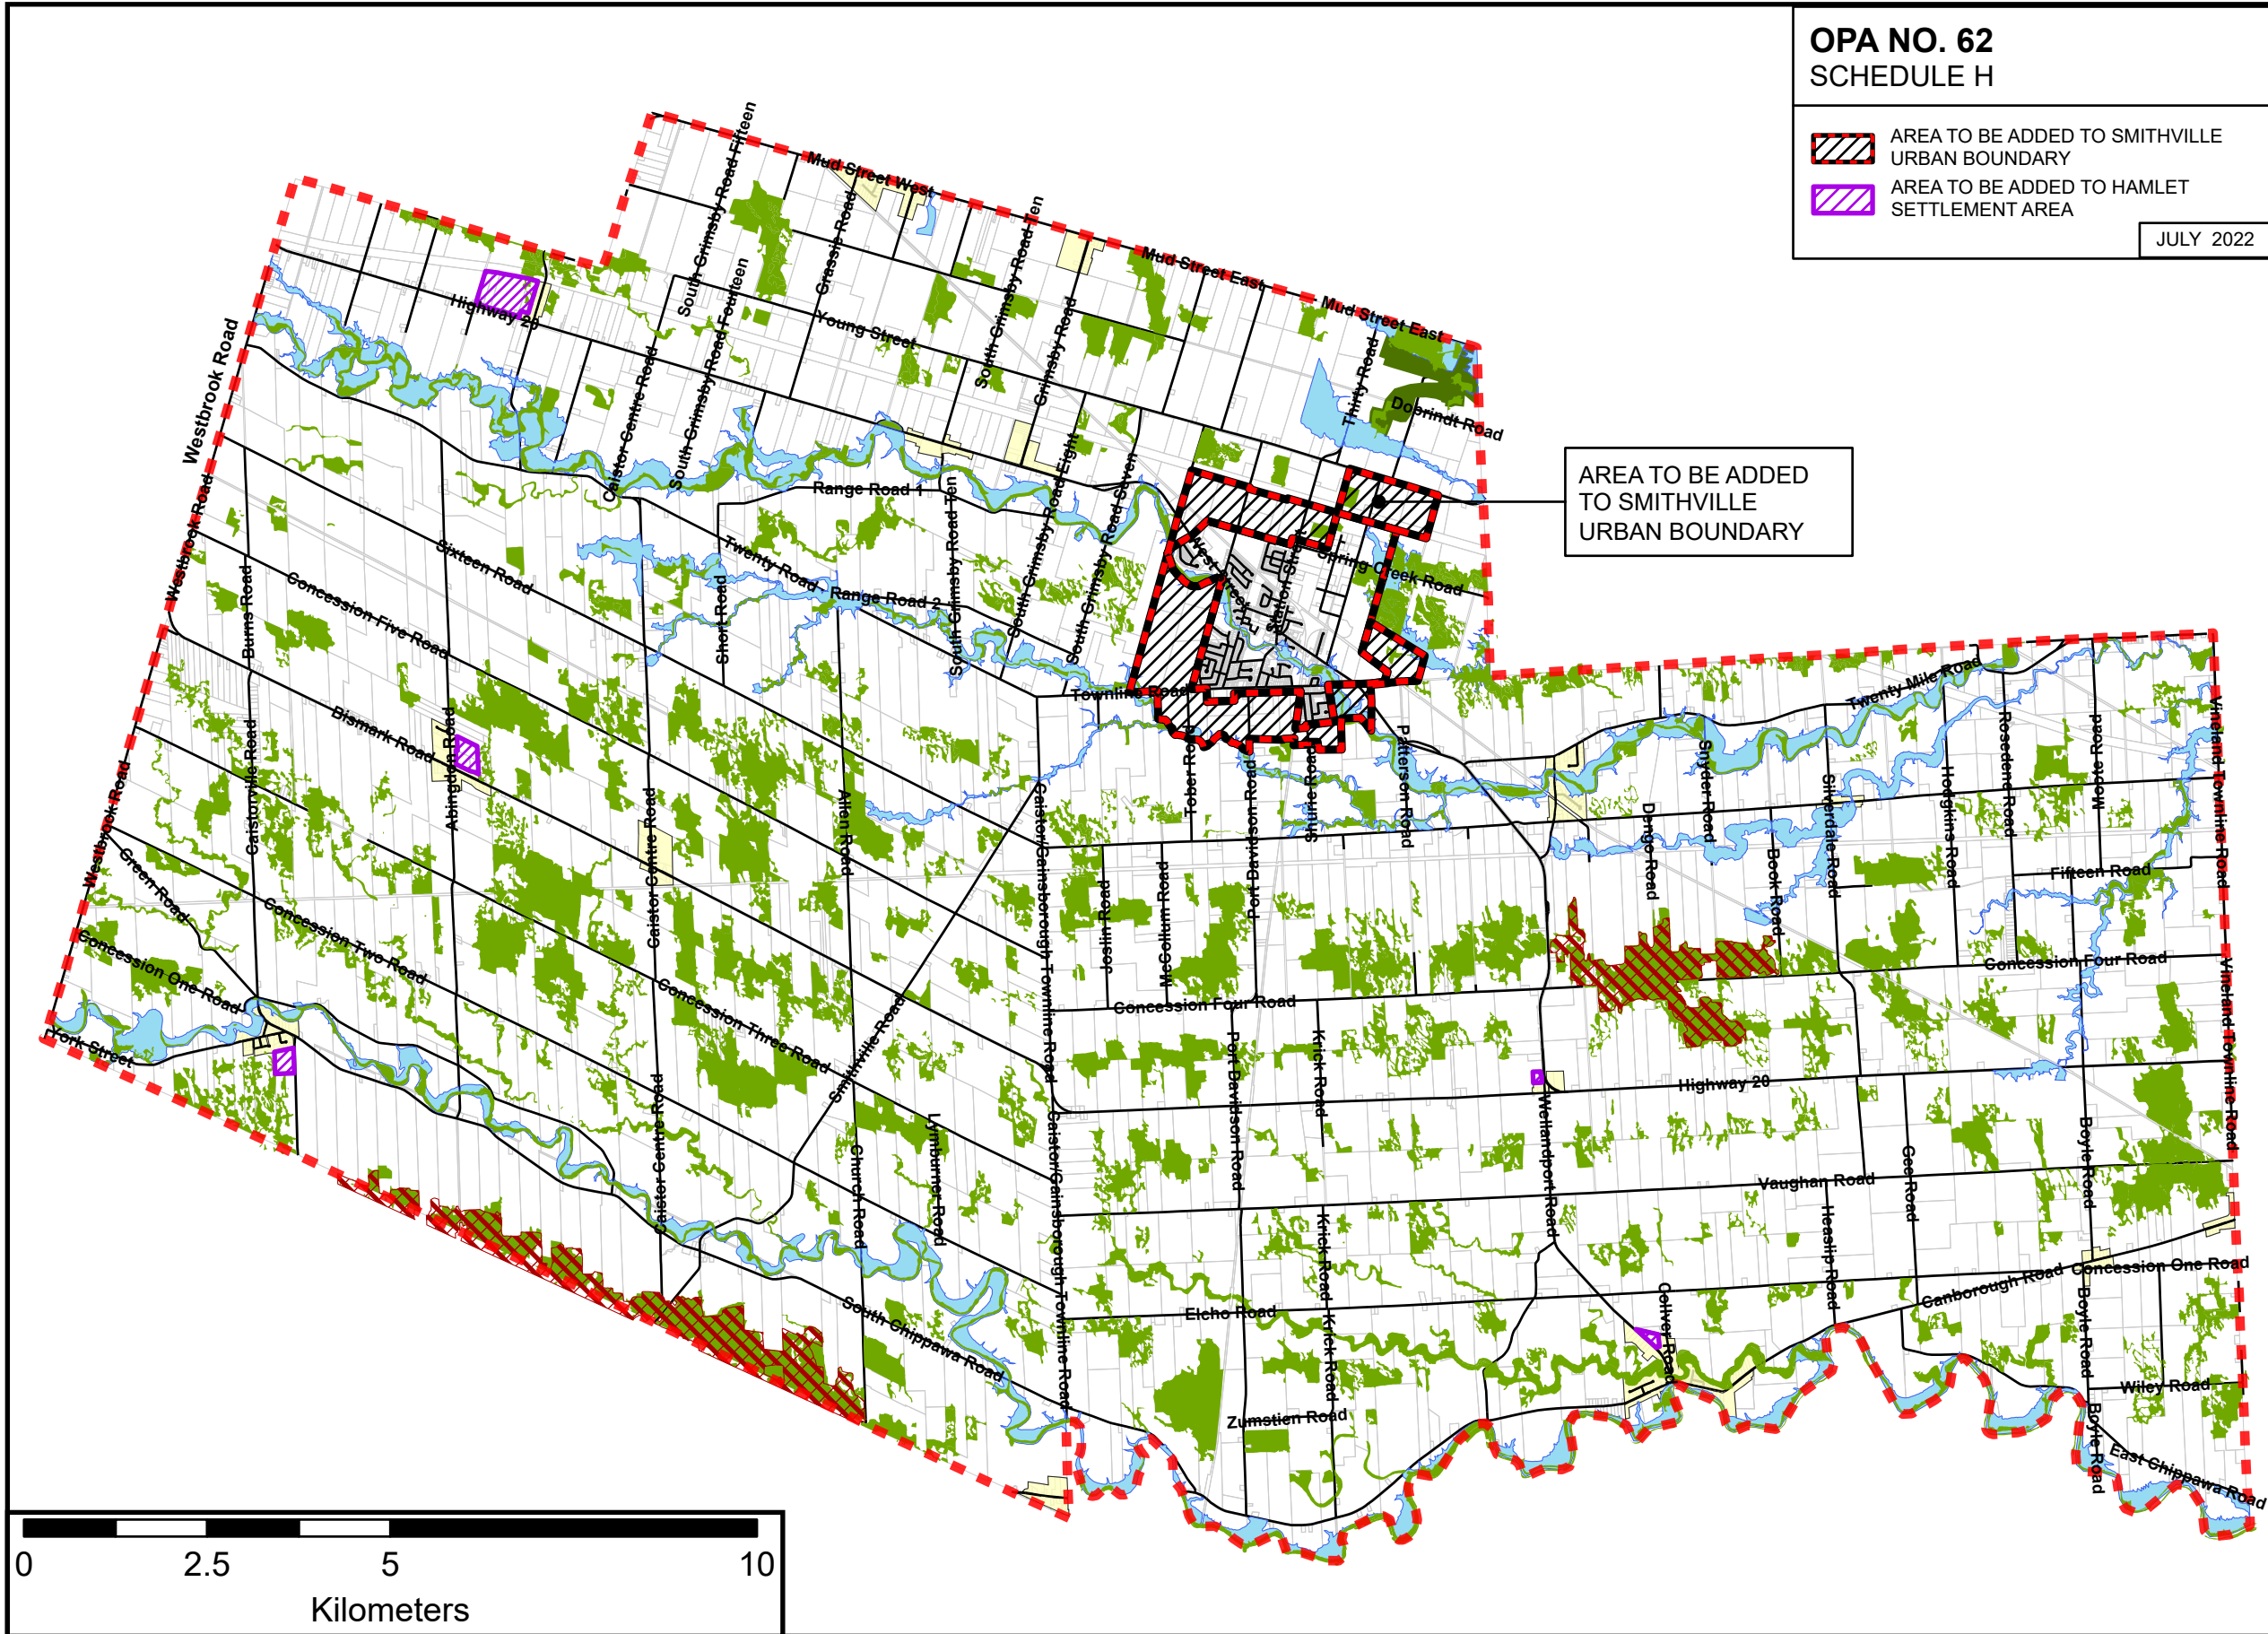 OPA NO. 62
SCHEDULE H
AREA TO BE ADDED TO SMITHVILLE
URBAN BOUNDARY
AREA TO BE ADDED TO HAMLET
SETTLEMENT AREA
JULY 2022
South Grimsby Road Fifteen
Mud Street West
Grassie Road
South Grimsby Road Ten
Mud Street East
Mud Street East
Highway 20
South Grimsby Road Fourteen
Young Street
Grimsby Road
Thirty Road
Doprindt Road
Westbrook Road
Caistor Centre Road
South Grimsby Road Eight
South Grimsby Road Seven
Range Road 1
AREA TO BE ADDED
TO SMITHVILLE
URBAN BOUNDARY
Westbrook Road
Sixteen Road
Twenty Road
Range Road 2
South Grimsby Road Ten
West Street
Station Street
Spring Creek Road
Burns Road
Concession Five Road
Short Road
Townline Road
Twenty Mile Road
Bismark Road
Caistorville Road
Abingdon Road
Tober Road
Port Davidson Road
Shurie Road
Patterson Road
Snyder Road
Rosedene Road
Moote Road
Vineland Townline Road
Westbrook Road
Green Road
Caistor Centre Road
Allen Road
Caistor/Gainsborough Townline Road
Joslin Road
McCollum Road
Dango Road
Book Road
Silverdale Road
Hodgkins Road
Fifteen Road
Concession Two Road
Concession One Road
York Street
Concession Three Road
Smithville Road
Concession Four Road
Concession Four Road
Vineland Townline Road
Port Davidson Road
Krick Road
Highway 20
Wellandport Road
Caistor Centre Road
Church Road
Lymburner Road
Caistor/Gainsborough Townline Road
Vaughan Road
Gee Road
Boyle Road
Heaslip Road
Krick Road
Elcho Road
South Chippawa Road
Collver Road
Canborough Road
Concession One Road
Boyle Road
Krick Road
Zumstien Road
Wiley Road
Boyle Road
East Chippawa Road
0 2.5 5 10
Kilometers